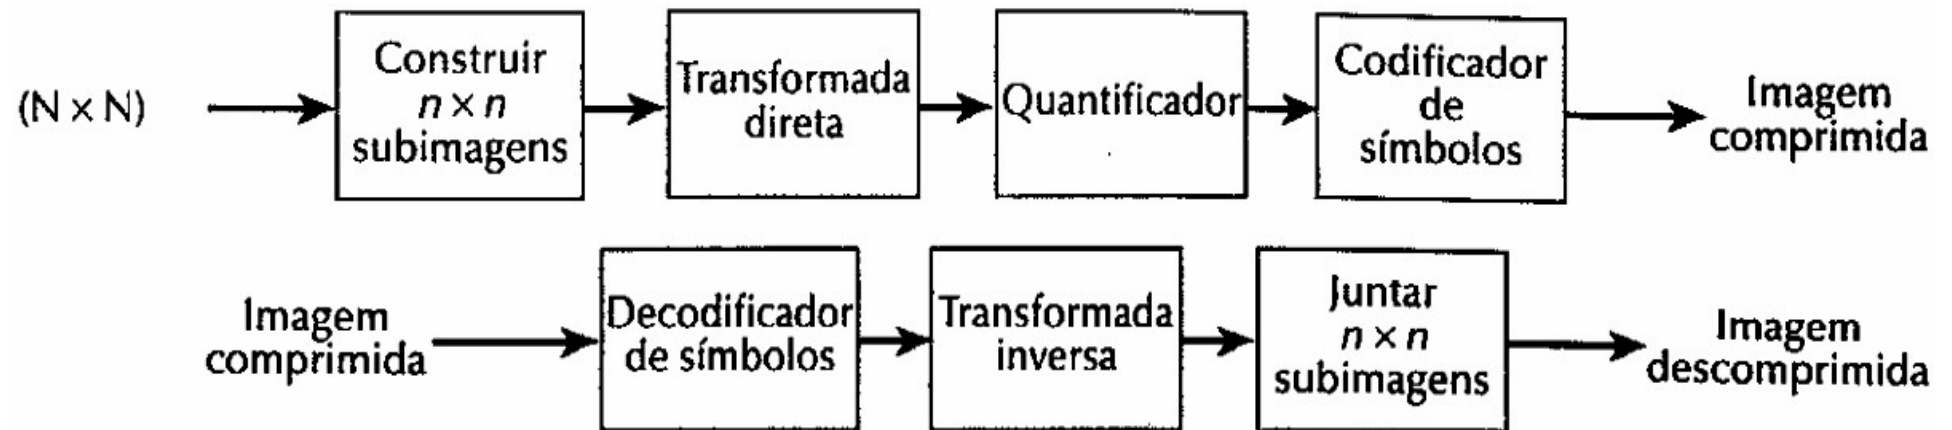 (N x N)
Construir
n x n
subimagens
Transformada
direta
Quantificador
Codificador
de
símbolos
Imagem
comprimida
Imagem
comprimida
Decodificador
de símbolos
Transformada
inversa
Juntar
n x n
subimagens
Imagem
descomprimida